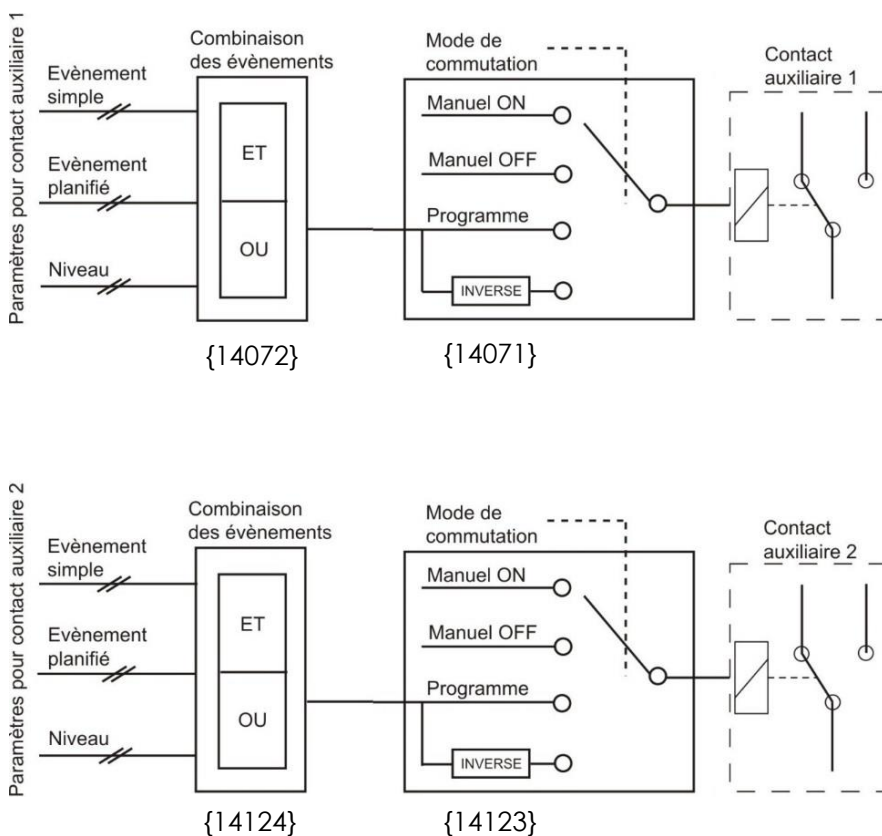 Paramètres pour contact auxiliaire 1
Evènement
simple
Evènement
planifié
Niveau
Combinaison
des évènements
ET
OU
{14072}
Mode de
commutation
Manuel ON
Manuel OFF
Programme
INVERSE
{14071}
Contact
auxiliaire 1
Paramètres pour contact auxiliaire 2
Evènement
simple
Evènement
planifié
Niveau
Combinaison
des évènements
ET
OU
{14124}
Mode de
commutation
Manuel ON
Manuel OFF
Programme
INVERSE
{14123}
Contact
auxiliaire 2